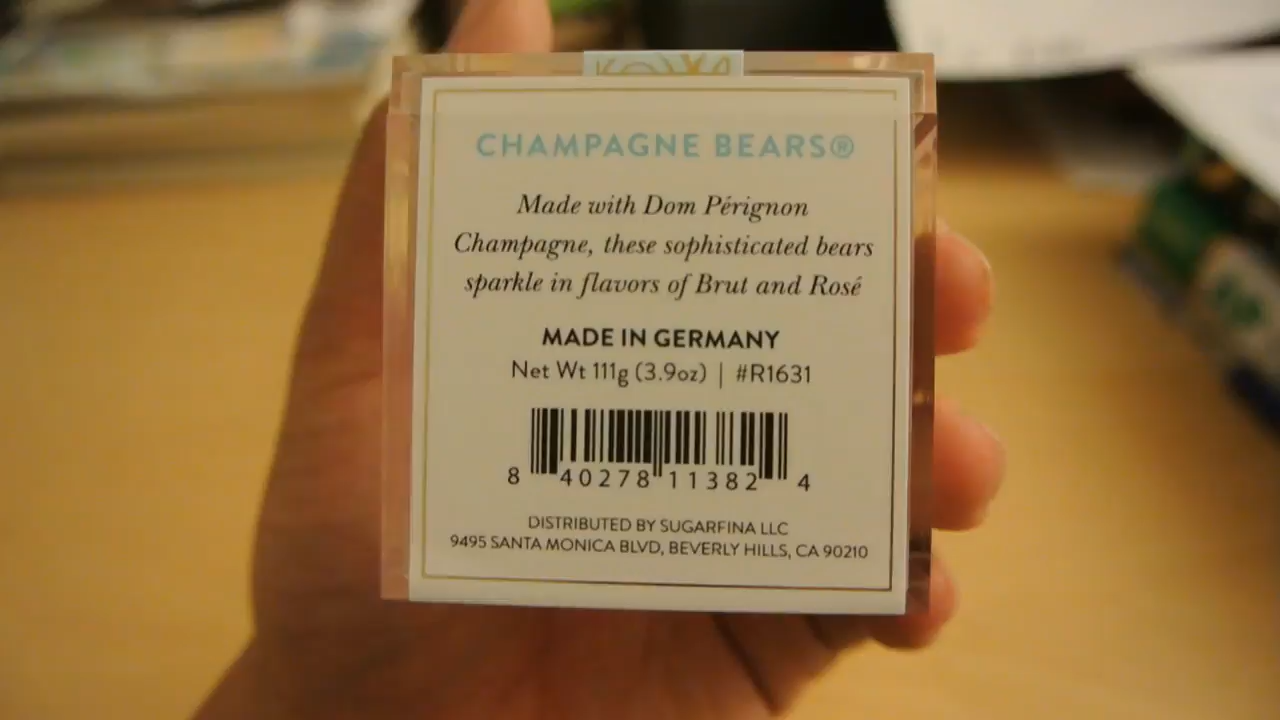 CHAMPAGNE BEARS®
Made with Dom Pérignon
Champagne, these sophisticated bears
sparkle in flavors of Brut and Rosé
MADE IN GERMANY
Net Wt 111g (3.9oz) | #R1631
8 40278 11382 4
DISTRIBUTED BY SUGARFINA LLC
9495 SANTA MONICA BLVD, BEVERLY HILLS, CA 90210